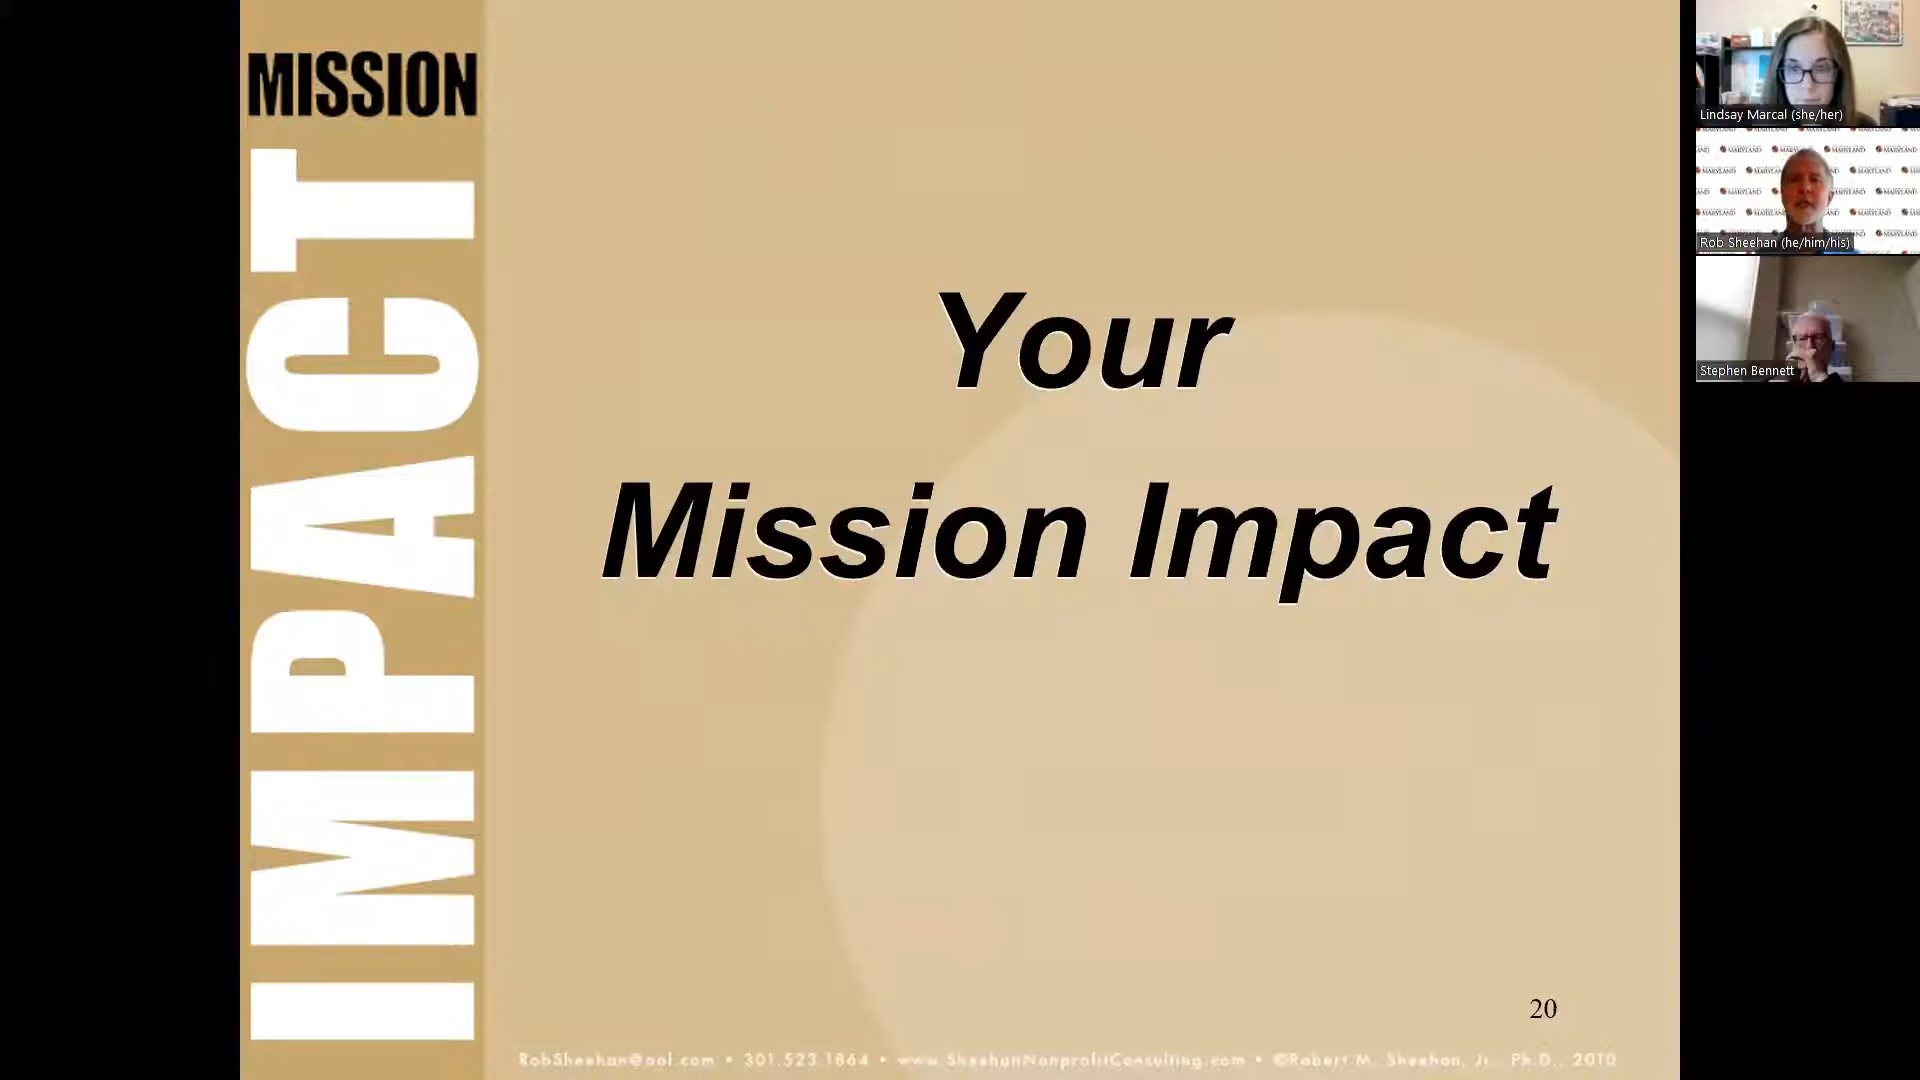 MISSION
IMPACT
Your
Mission Impact
20
RobSheehan@aol.com • 301.523.1864 • www.SheehanNonprofitConsulting.com • ©Robert M. Sheehan, Jr., Ph.D., 2010
Lindsay Marcal (she/her)
Rob Sheehan (he/him/his)
Stephen Bennett
MARYLAND